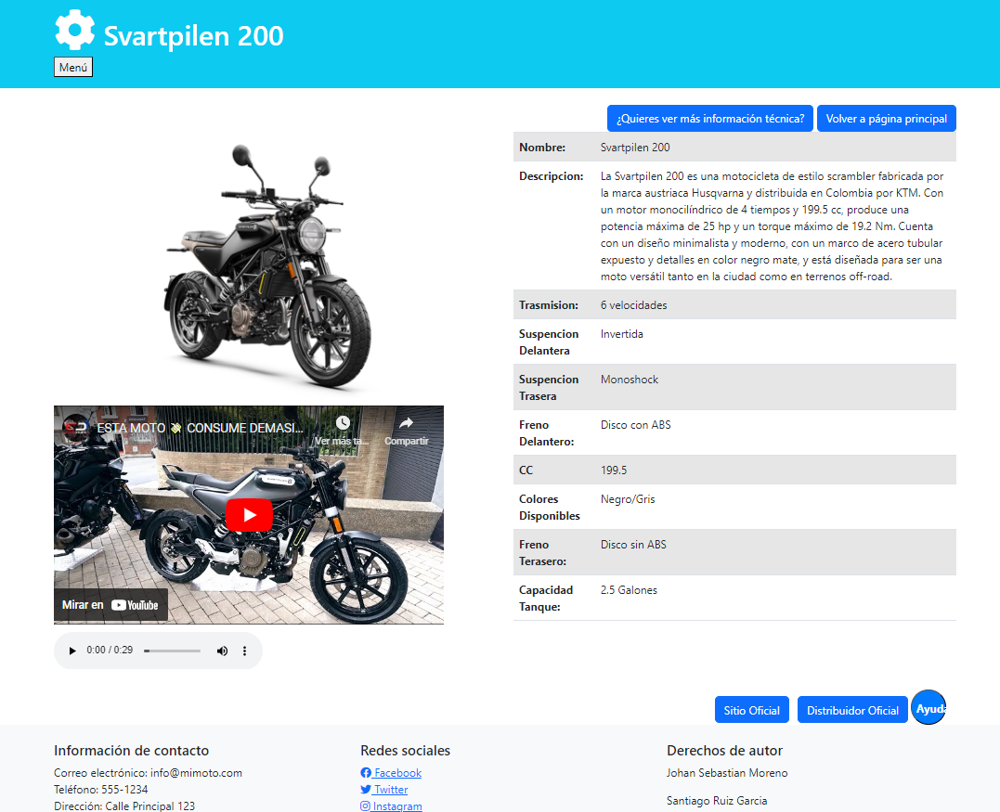 Svartpilen 200
Menú
¿Quieres ver más información técnica? Volver a página principal
Nombre: Svartpilen 200
Descripcion: La Svartpilen 200 es una motocicleta de estilo scrambler fabricada por
la marca austriaca Husqvarna y distribuida en Colombia por KTM. Con
un motor monocilíndrico de 4 tiempos y 199.5 cc, produce una
potencia máxima de 25 hp y un torque máximo de 19.2 Nm. Cuenta
con un diseño minimalista y moderno, con un marco de acero tubular
expuesto y detalles en color negro mate, y está diseñada para ser una
moto versátil tanto en la ciudad como en terrenos off-road.
Trasmision: 6 velocidades
Suspencion Invertida
Delantera
Suspencion Monoshock
Trasera
Freno Disco con ABS
Delantero:
CC 199.5
Colores Negro/Gris
Disponibles
Freno Disco sin ABS
Terasero:
Capacidad 2.5 Galones
Tanque:
ESTA MOTO 💸 CONSUME DEMASI...
Ver más ta... Compartir
Mirar en YouTube
0:00 / 0:29
Sitio Oficial Distribuidor Oficial Ayuda
Información de contacto
Correo electrónico: info@mimoto.com
Teléfono: 555-1234
Dirección: Calle Principal 123
Redes sociales
Facebook
Twitter
Instagram
Derechos de autor
Johan Sebastian Moreno
Santiago Ruiz Garcia